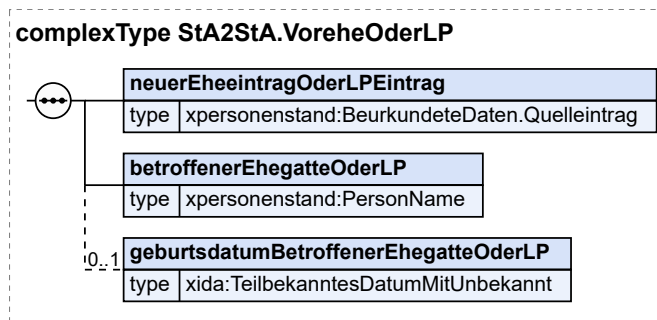 complexType StA2StA.VoreheOderLP
neuerEheeintragOderLPEintrag
type xpersonenstand:BeurkundeteDaten.Quelleintrag
betroffenerEhegatteOderLP
type xpersonenstand:PersonName
0..1 geburtsdatumBetroffenerEhegatteOderLP
type xida:TeilbekanntesDatumMitUnbekannt